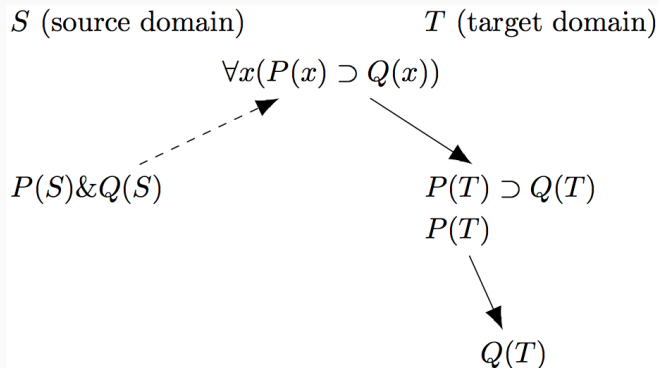 S (source domain) T (target domain)
∀x(P(x) ⊃ Q(x))
P(S)&Q(S) P(T) ⊃ Q(T)
P(T)
Q(T)